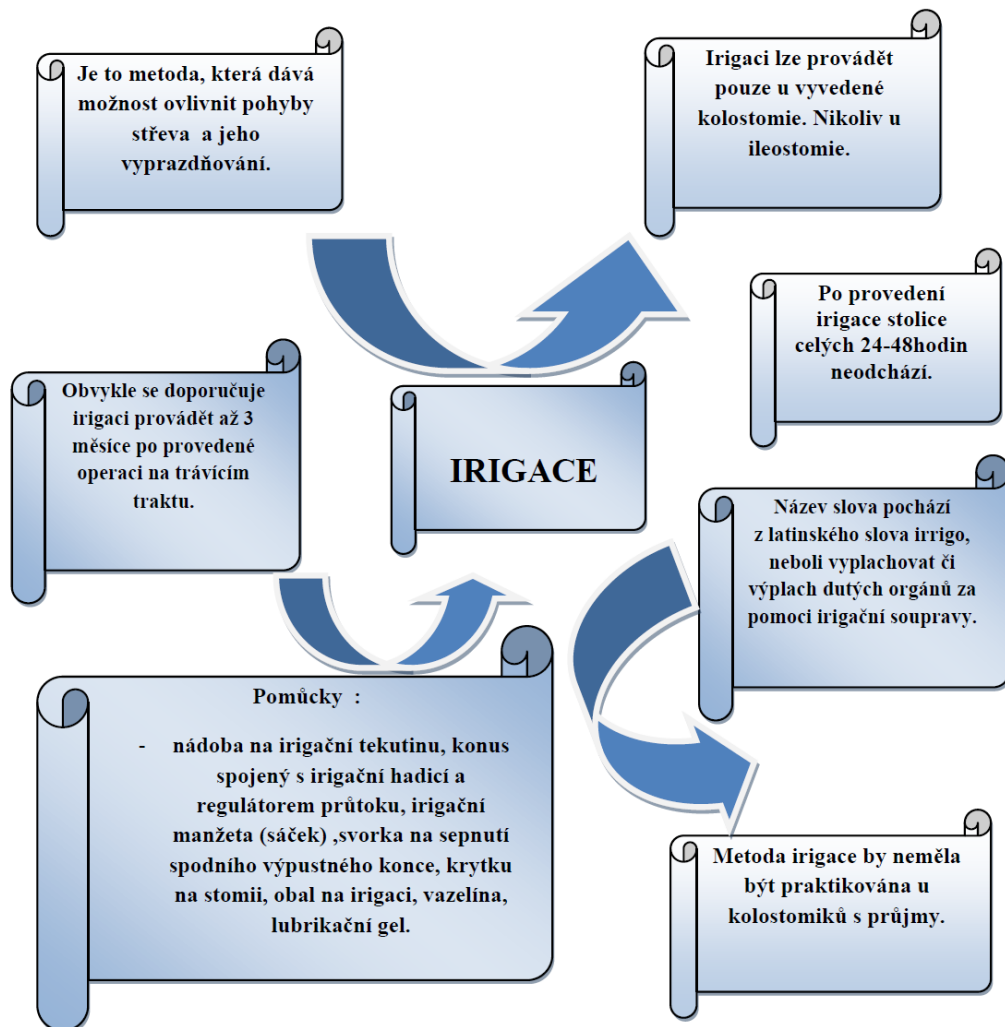 Je to metoda, která dává
možnost ovlivnit pohyby
střeva a jeho
vyprazdňování.
Irigaci lze provádět
pouze u vyvedené
kolostomie. Nikoliv u
ileostomie.
Po provedení
irigace stolice
celých 24-48hodin
neodchází.
Obvykle se doporučuje
irigaci provádět až 3
měsíce po provedené
operaci na trávícím
traktu.
IRIGACE
Název slova pochází
z latinského slova irrigo,
neboli vyplachovat či
výplach dutých orgánů za
pomoci irigační soupravy.
Pomůcky :
- nádoba na irigační tekutinu, konus
spojený s irigační hadicí a
regulátorem průtoku, irigační
manžeta (sáček) ,svorka na sepnutí
spodního výpustného konce, krytku
na stomii, obal na irigaci, vazelína,
lubrikační gel.
Metoda irigace by neměla
být praktikována u
kolostomiků s průjmy.